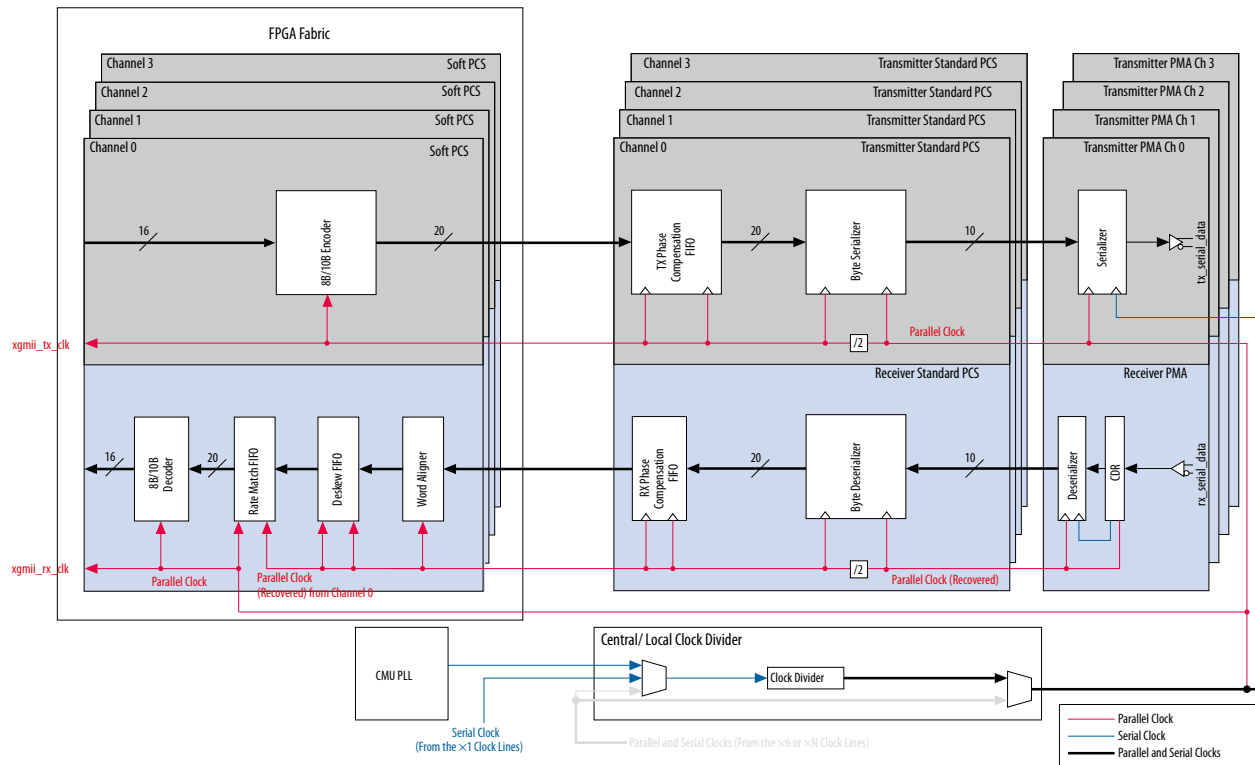 FPGA Fabric
Channel 3
Soft PCS
Channel 3
Transmitter Standard PCS
Transmitter PMA Ch 3
Channel 2
Soft PCS
Channel 2
Transmitter Standard PCS
Transmitter PMA Ch 2
Channel 1
Soft PCS
Channel 1
Transmitter Standard PCS
Transmitter PMA Ch 1
Channel 0
Soft PCS
Channel 0
Transmitter Standard PCS
Transmitter PMA Ch 0
16
8B/10B Encoder
20
TX Phase
Compensation
FIFO
20
Byte Serializer
10
Serializer
tx_serial_data
xgmii_tx_clk
/2
Parallel Clock
Receiver Standard PCS
Receiver PMA
16
8B/10B
Decoder
20
Rate Match FIFO
Deskew FIFO
Word Aligner
RX Phase
Compensation
FIFO
20
Byte Deserializer
10
Deserializer
CDR
rx_serial_data
xgmii_rx_clk
Parallel Clock
Parallel Clock
(Recovered) from Channel 0
/2
Parallel Clock (Recovered)
CMU PLL
Central/ Local Clock Divider
Clock Divider
Serial Clock
(From the ×1 Clock Lines)
Parallel and Serial Clocks (From the ×6 or ×N Clock Lines)
Parallel Clock
Serial Clock
Parallel and Serial Clocks